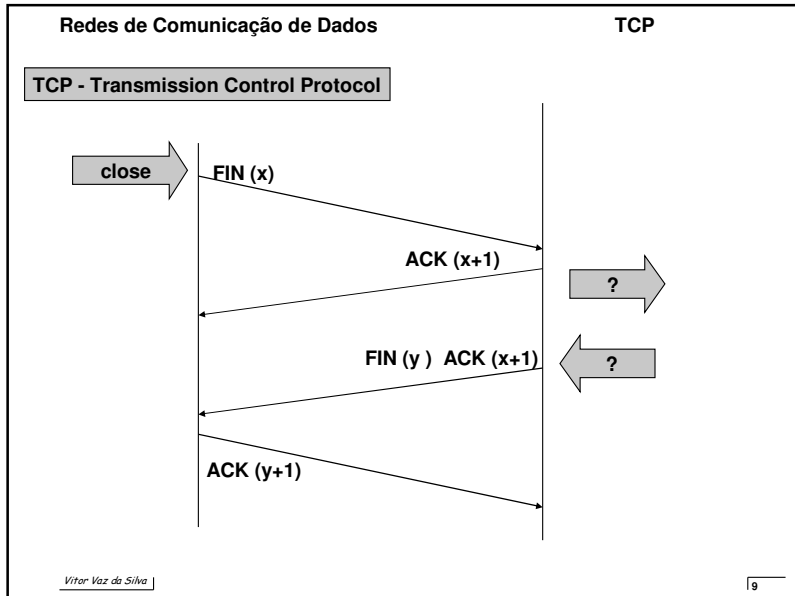 Redes de Comunicação de Dados TCP
TCP - Transmission Control Protocol
close
FIN (x)
ACK (x+1)
?
FIN (y ) ACK (x+1)
?
ACK (y+1)
Vitor Vaz da Silva
9